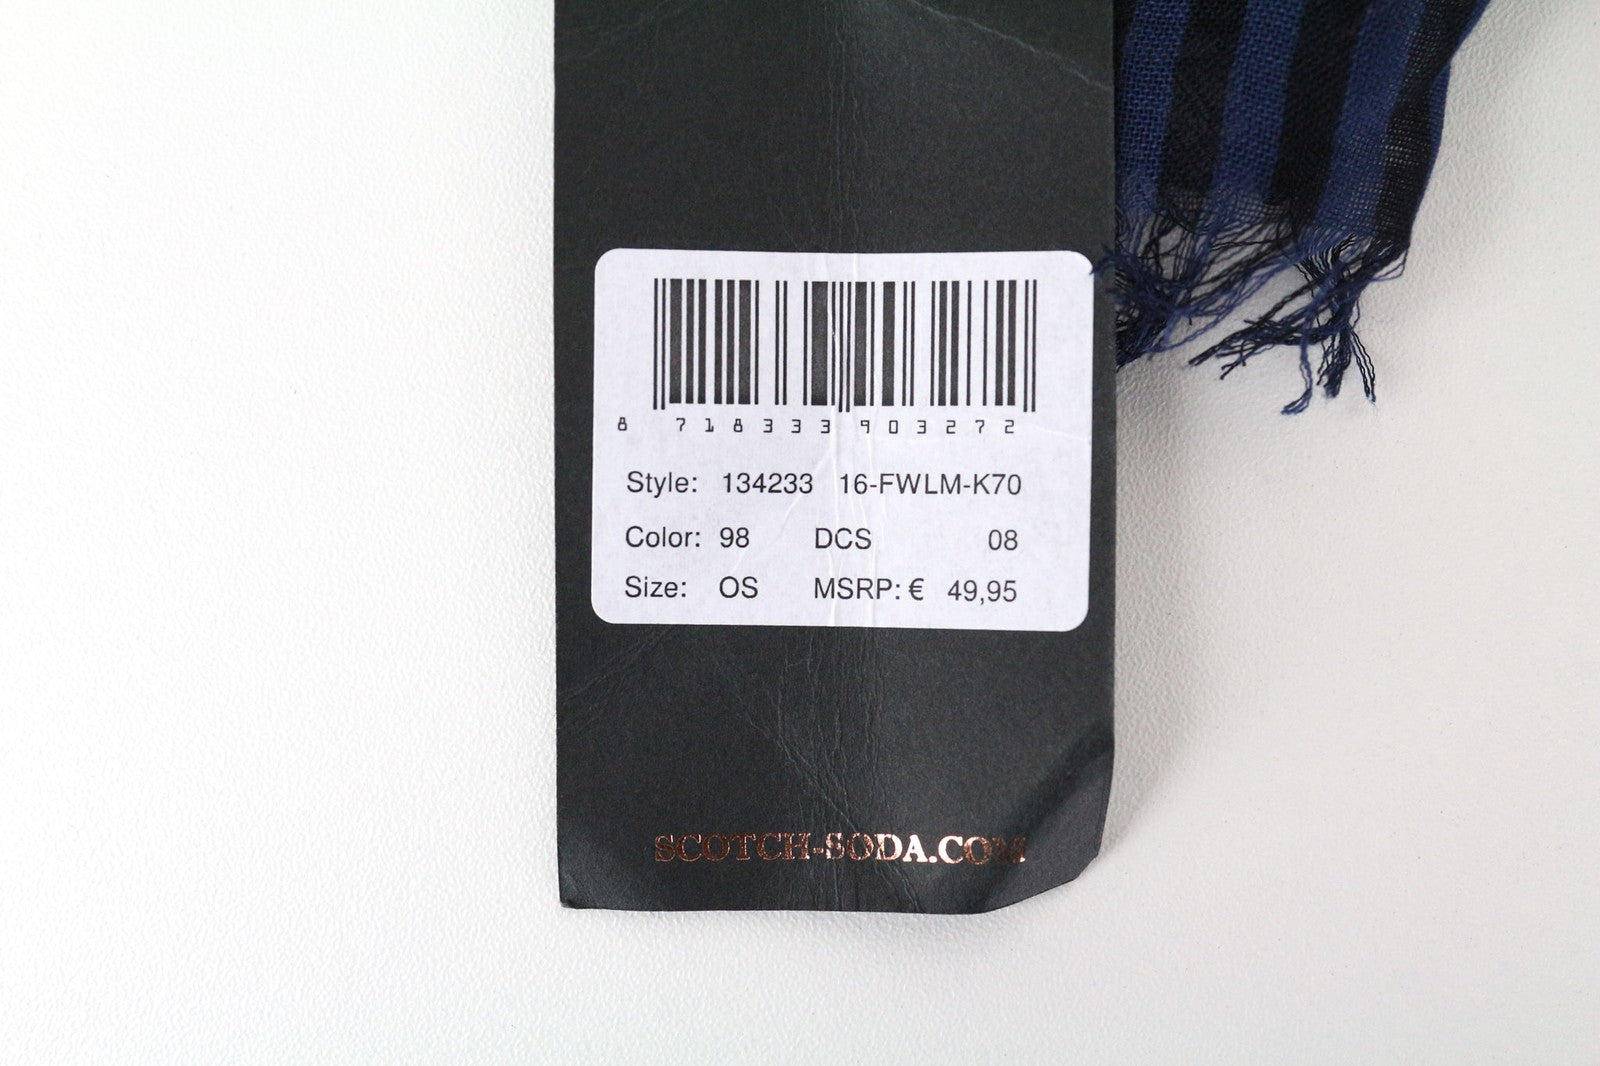 8 718333 903272
Style: 134233 16-FWLM-K70
Color: 98 DCS 08
Size: OS MSRP: € 49,95
SCOTCH-SODA.COM